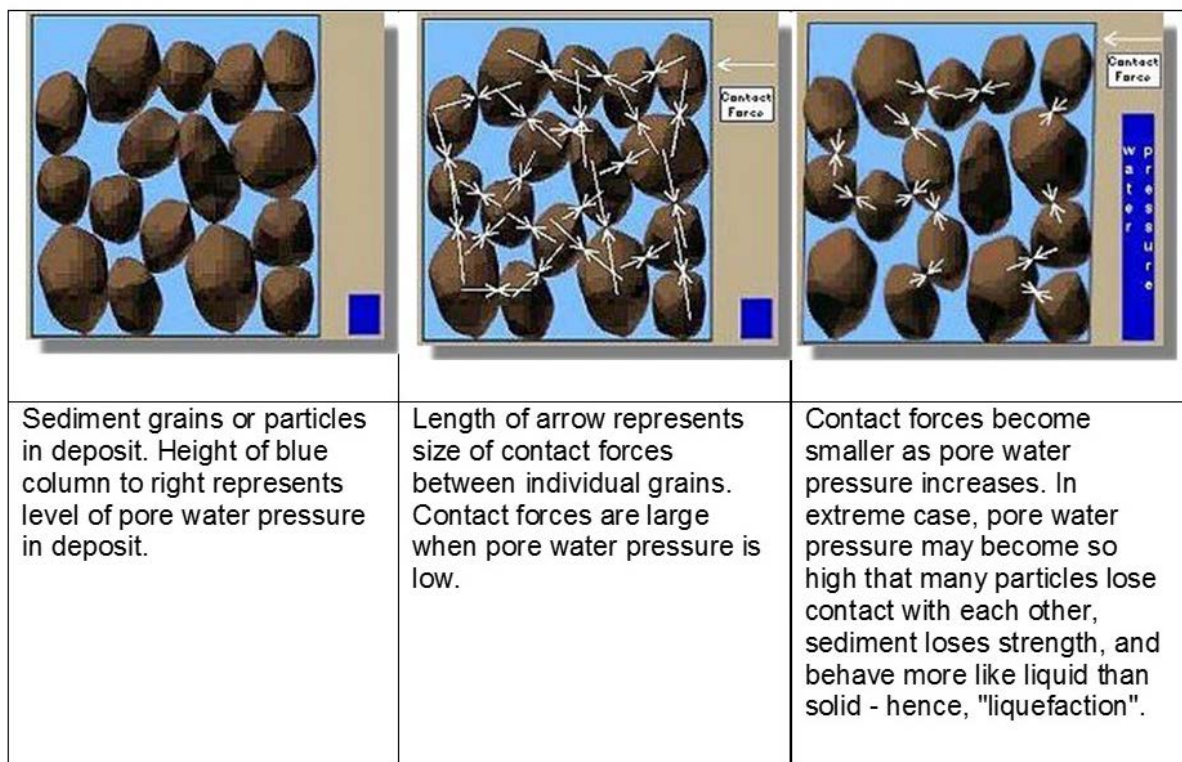 Contact
Force
Contact
Force
water
pressure
Sediment grains or particles
in deposit. Height of blue
column to right represents
level of pore water pressure
in deposit.
Length of arrow represents
size of contact forces
between individual grains.
Contact forces are large
when pore water pressure is
low.
Contact forces become
smaller as pore water
pressure increases. In
extreme case, pore water
pressure may become so
high that many particles lose
contact with each other,
sediment loses strength, and
behave more like liquid than
solid - hence, "liquefaction".